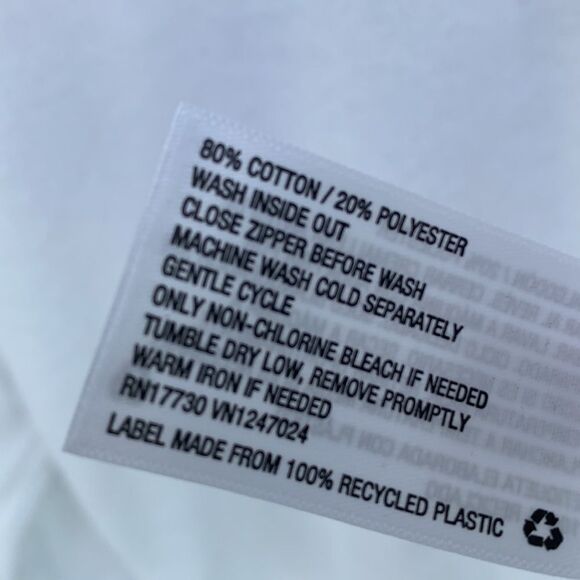 80% COTTON / 20% POLYESTER
WASH INSIDE OUT
CLOSE ZIPPER BEFORE WASH
MACHINE WASH COLD SEPARATELY
GENTLE CYCLE
ONLY NON-CHLORINE BLEACH IF NEEDED
TUMBLE DRY LOW, REMOVE PROMPTLY
WARM IRON IF NEEDED
RN17730 VN1247024
LABEL MADE FROM 100% RECYCLED PLASTIC